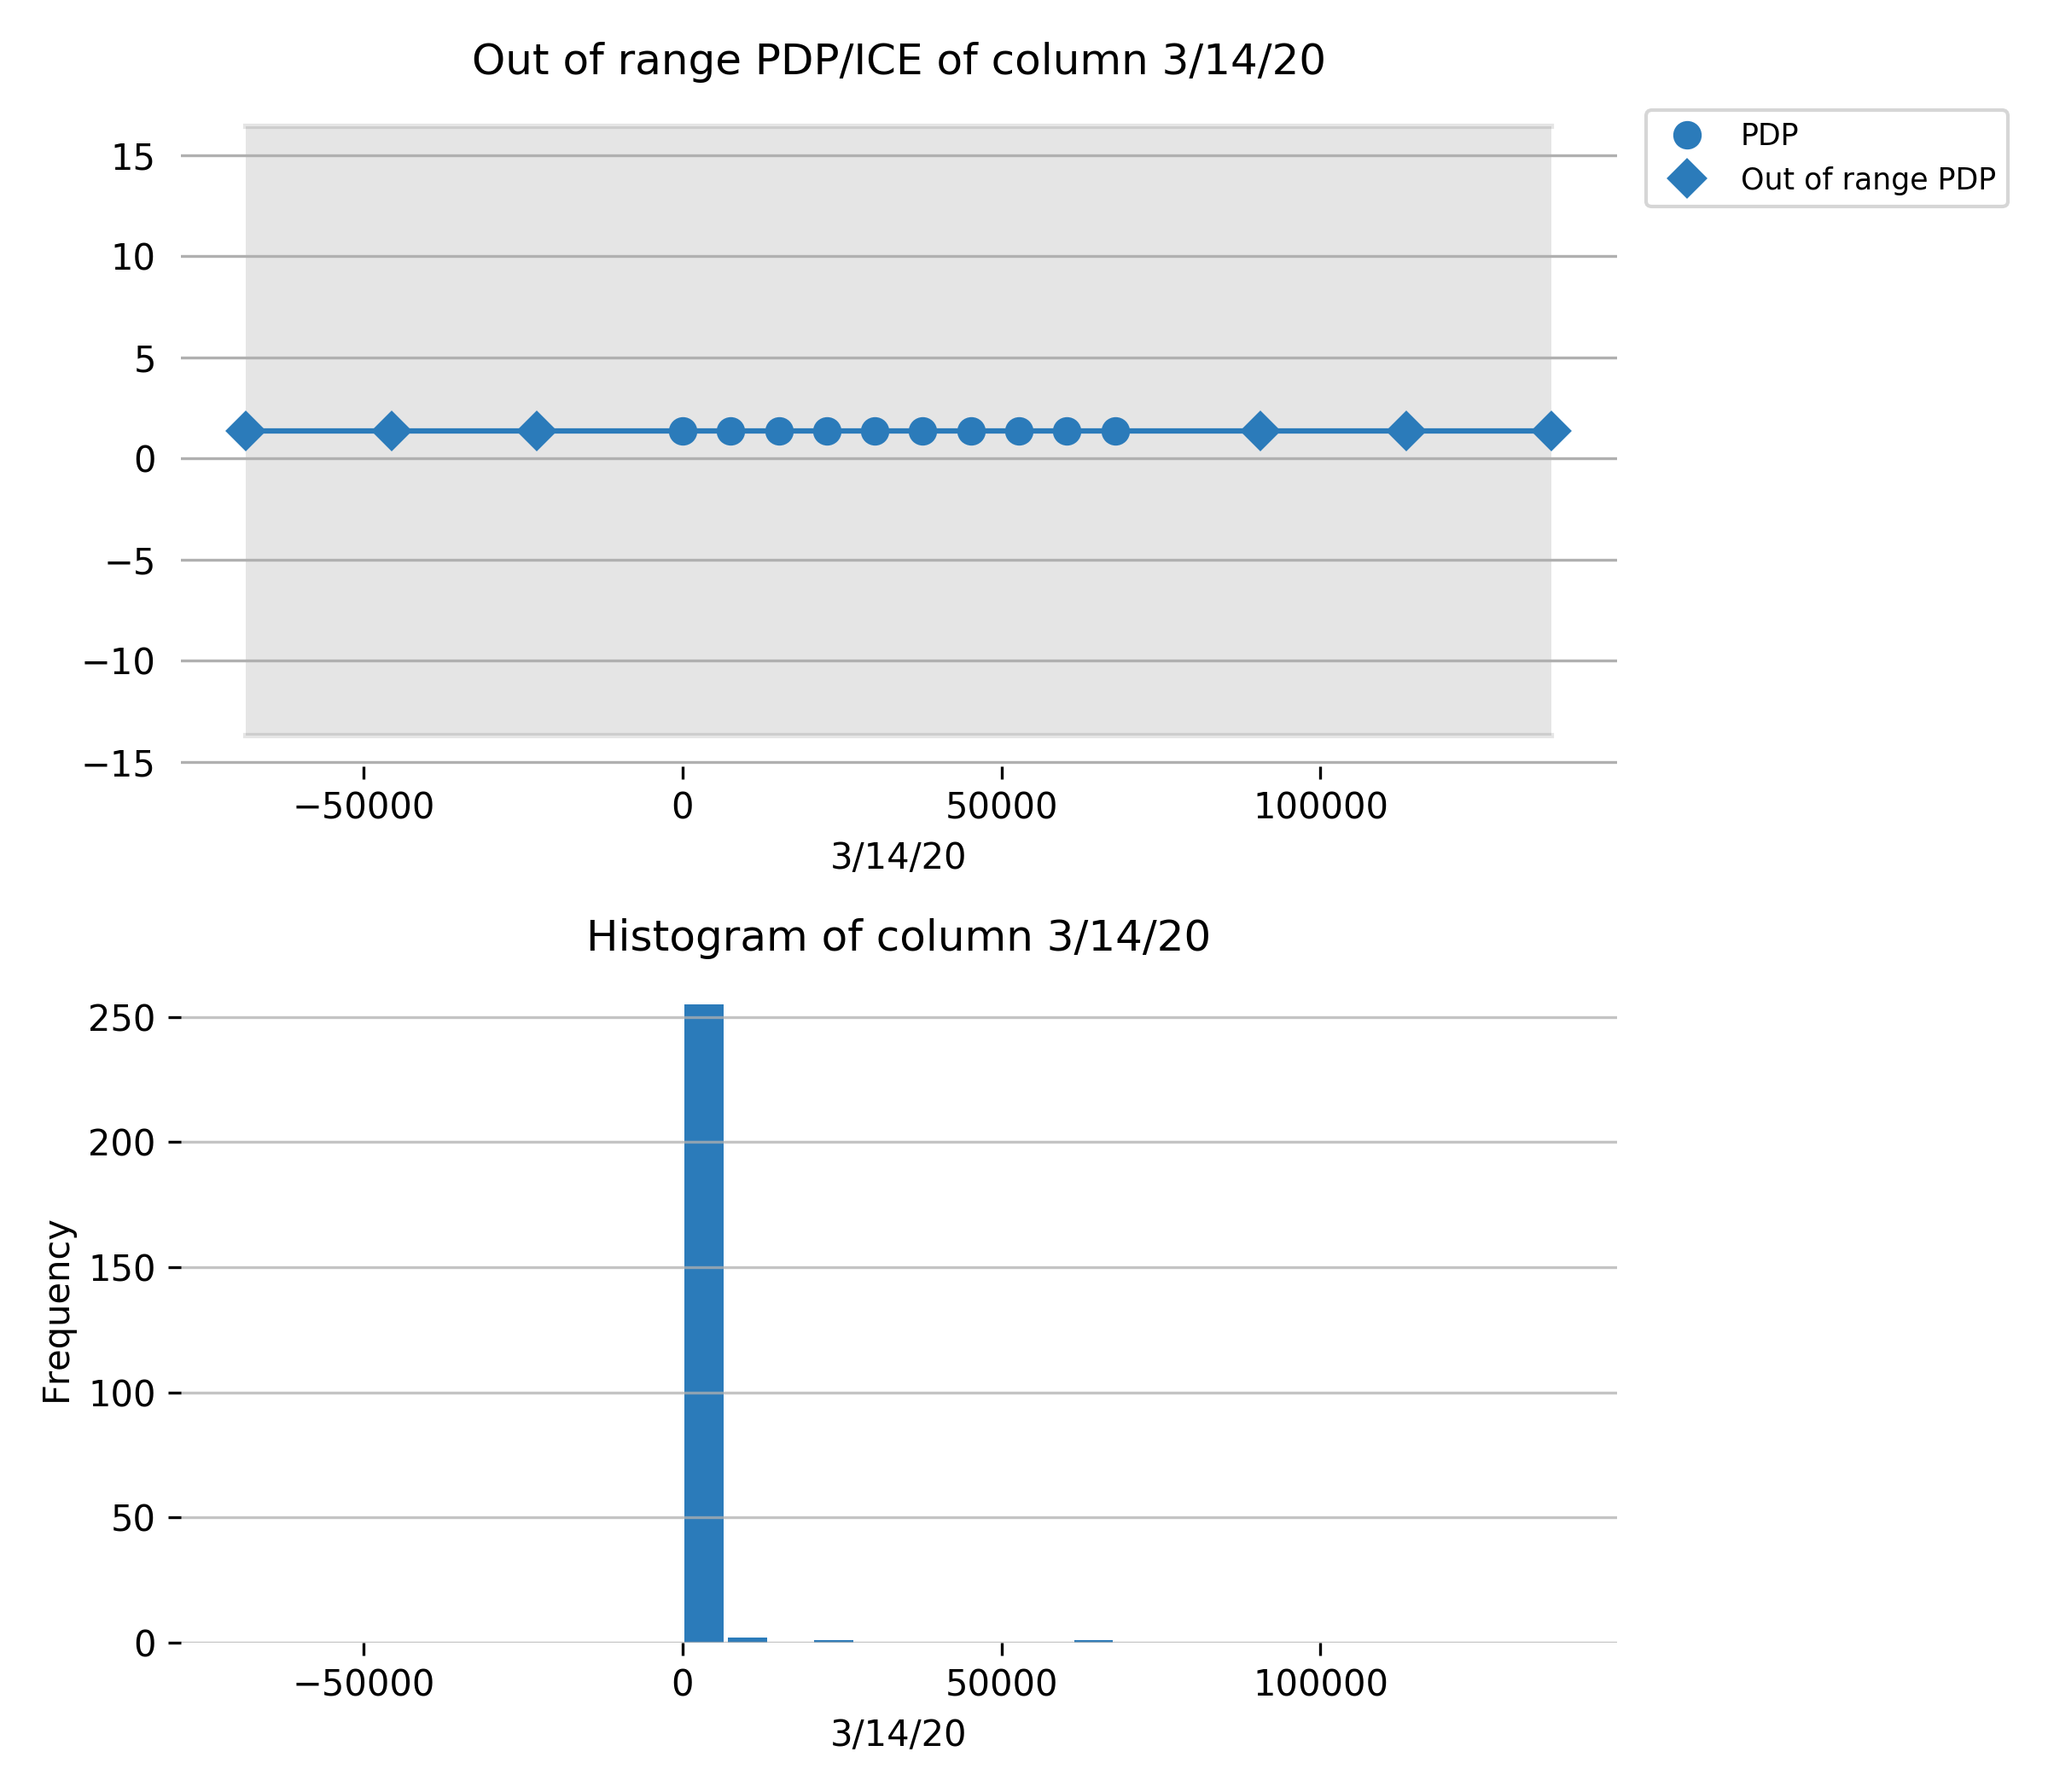 Out of range PDP/ICE of column 3/14/20
PDP
Out of range PDP
15
10
5
0
−5
−10
−15
−50000 0 50000 100000
3/14/20
Histogram of column 3/14/20
Frequency
250
200
150
100
50
0
−50000 0 50000 100000
3/14/20